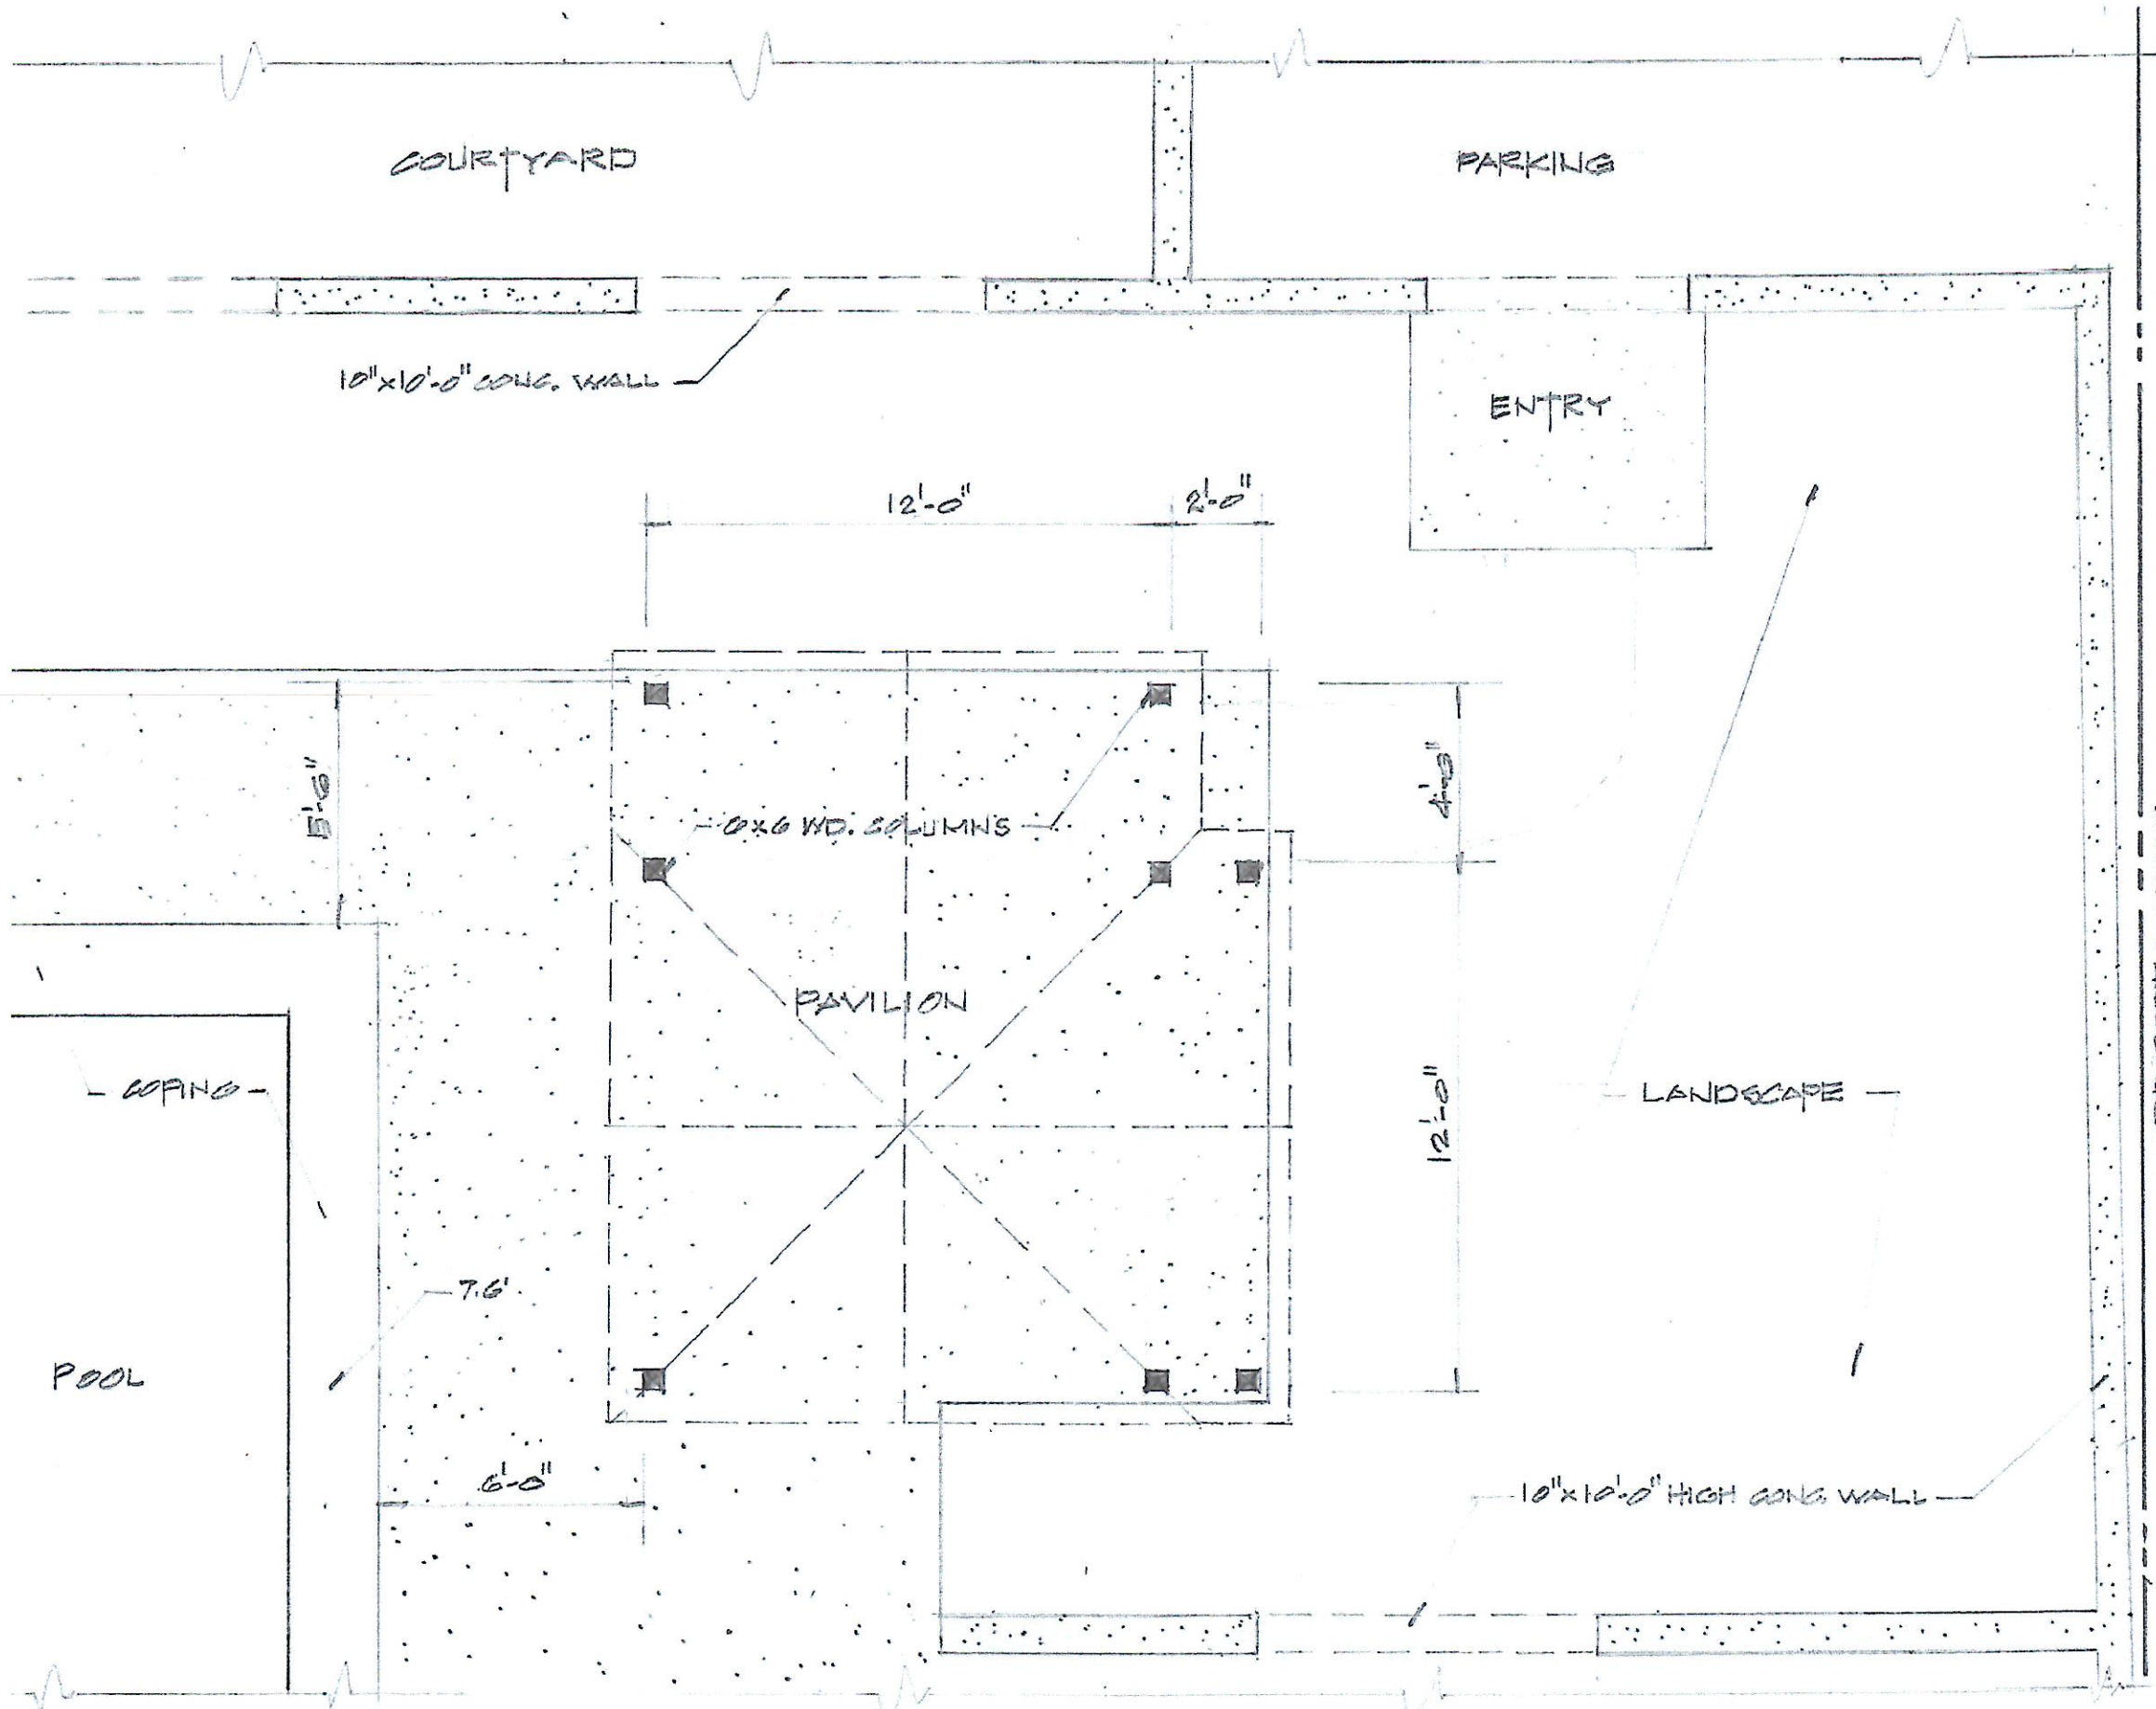 COURTYARD
PARKING
10"x10'-0" CONC. WALL
ENTRY
12'-0"
2'-0"
5'-6"
6x6 WD. COLUMNS
4'-0"
PAVILION
COPING
LANDSCAPE
12'-0"
7.6'
POOL
6'-0"
10"x10'-0" HIGH CONC. WALL